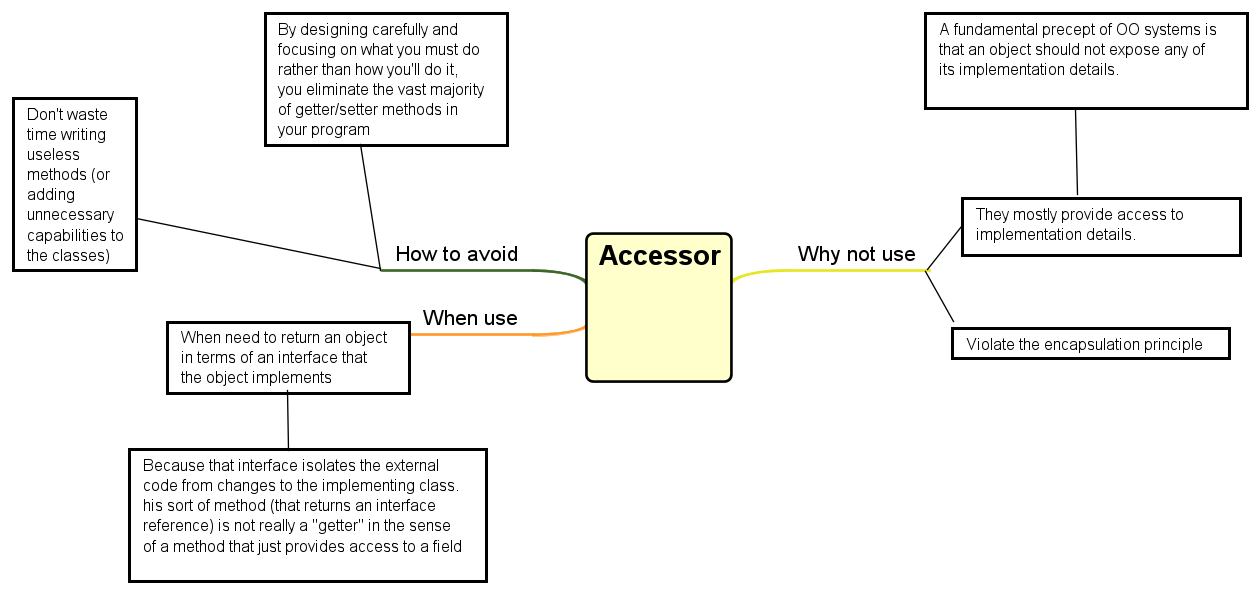 By designing carefully and
focusing on what you must do
rather than how you'll do it,
you eliminate the vast majority
of getter/setter methods in
your program
Don't waste
time writing
useless
methods (or
adding
unnecessary
capabilities to
the classes)
How to avoid
When use
When need to return an object
in terms of an interface that
the object implements
Because that interface isolates the external
code from changes to the implementing class.
his sort of method (that returns an interface
reference) is not really a "getter" in the sense
of a method that just provides access to a field
Accessor
Why not use
A fundamental precept of OO systems is
that an object should not expose any of
its implementation details.
They mostly provide access to
implementation details.
Violate the encapsulation principle